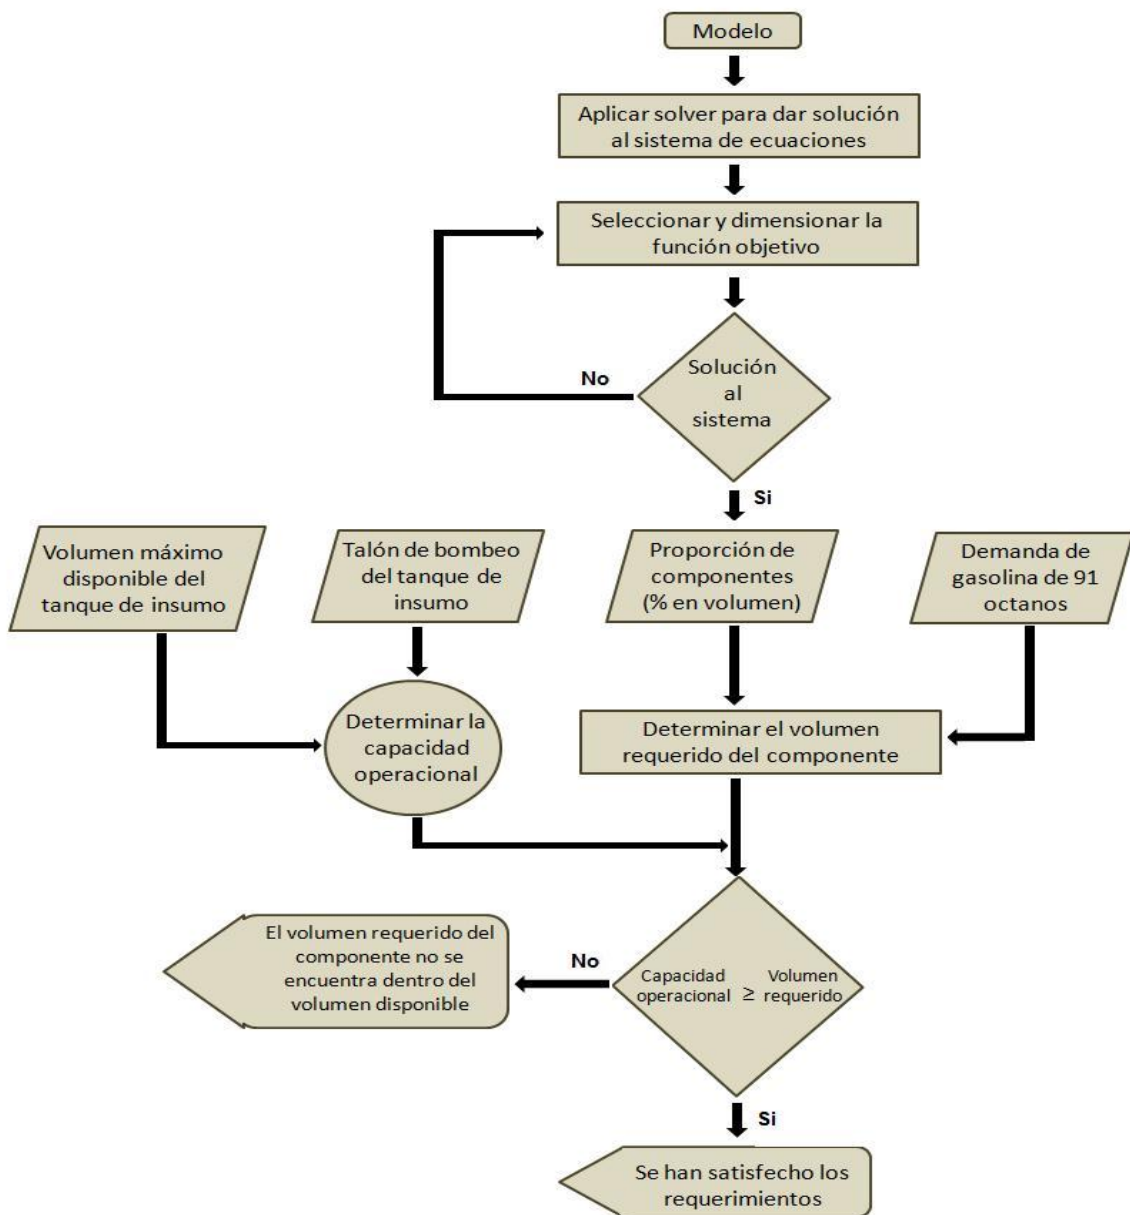 Modelo
Aplicar solver para dar solución
al sistema de ecuaciones
Seleccionar y dimensionar la
función objetivo
Solución
al
sistema
No
Si
Volumen máximo
disponible del
tanque de insumo
Talón de bombeo
del tanque de
insumo
Proporción de
componentes
(% en volumen)
Demanda de
gasolina de 91
octanos
Determinar la
capacidad
operacional
Determinar el volumen
requerido del componente
El volumen requerido del
componente no se
encuentra dentro del
volumen disponible
No
Capacidad
operacional
≥
Volumen
requerido
Si
Se han satisfecho los
requerimientos